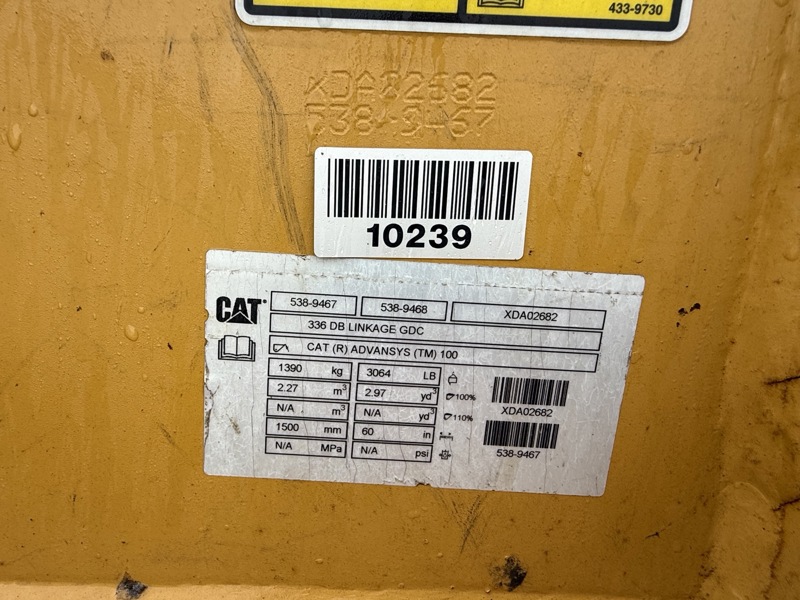 433-9730
XDA02682
538-9467
10239
CAT
538-9467 538-9468 XDA02682
336 DB LINKAGE GDC
CAT (R) ADVANSYS (TM) 100
1390 kg 3064 LB
2.27 m³ 2.97 yd³ 100%
N/A m³ N/A yd³ 110%
1500 mm 60 in
N/A MPa N/A psi
XDA02682
538-9467